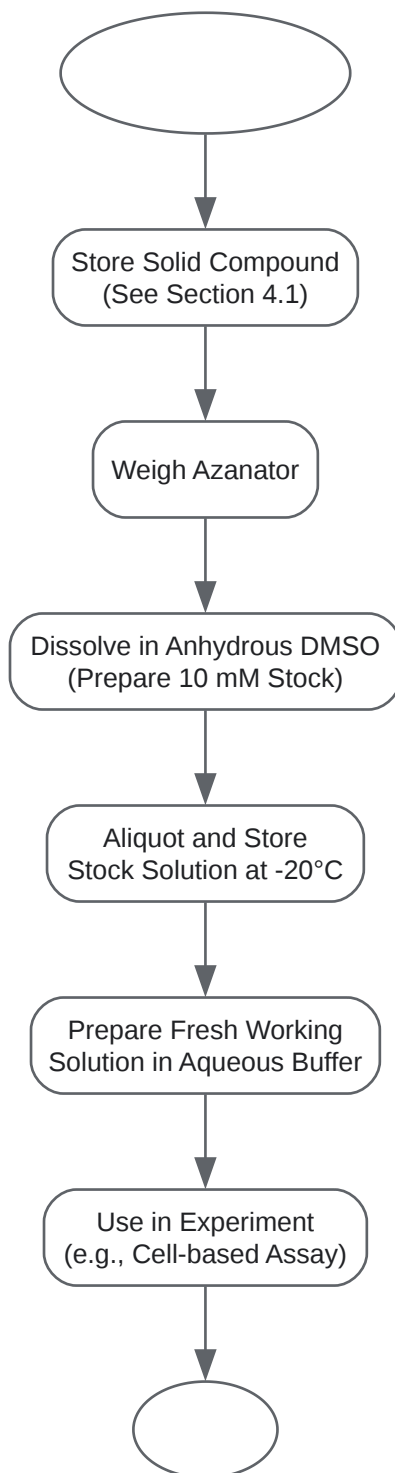 Store Solid Compound
(See Section 4.1)
Weigh Azanator
Dissolve in Anhydrous DMSO
(Prepare 10 mM Stock)
Aliquot and Store
Stock Solution at -20°C
Prepare Fresh Working
Solution in Aqueous Buffer
Use in Experiment
(e.g., Cell-based Assay)